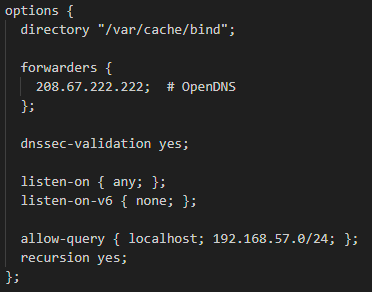 options {
  directory "/var/cache/bind";

  forwarders {
    208.67.222.222;  # OpenDNS
  };

  dnssec-validation yes;

  listen-on { any; };
  listen-on-v6 { none; };

  allow-query { localhost; 192.168.57.0/24; };
  recursion yes;
};